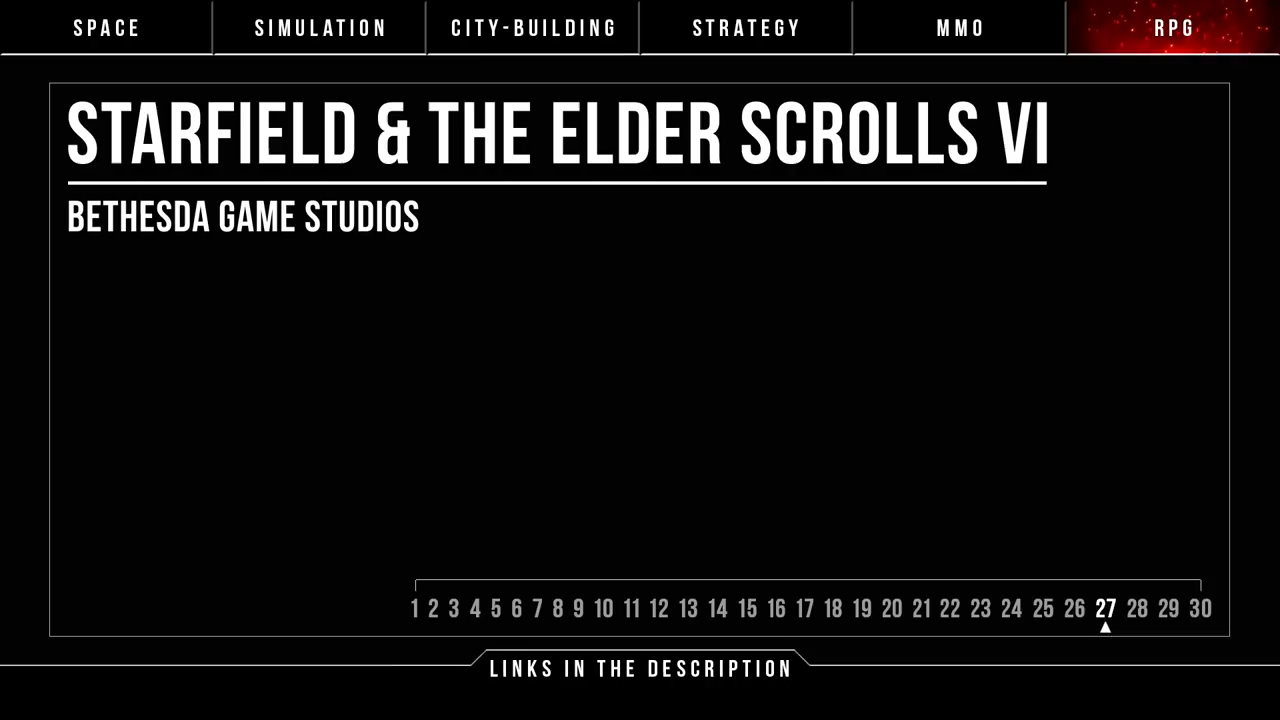 SPACE SIMULATION CITY-BUILDING STRATEGY MMO RPG
STARFIELD & THE ELDER SCROLLS VI
BETHESDA GAME STUDIOS
1 2 3 4 5 6 7 8 9 10 11 12 13 14 15 16 17 18 19 20 21 22 23 24 25 26 27 28 29 30
LINKS IN THE DESCRIPTION